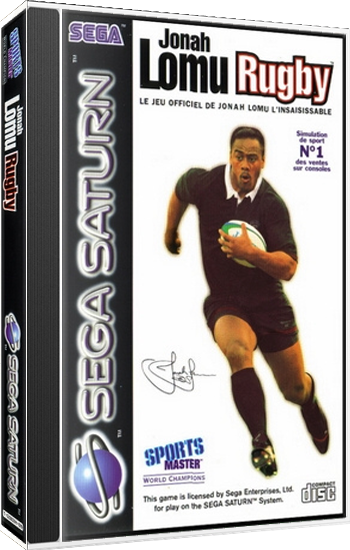 SEGA
SEGA SATURN
Jonah
Lomu Rugby
LE JEU OFFICIEL DE JONAH LOMU L'INSAISISSABLE
Simulation
de sport
N°1
des ventes
sur consoles
SPORTS
MASTER
WORLD CHAMPIONS
This game is licensed by Sega Enterprises, Ltd.
for play on the SEGA SATURN™ System.
COMPACT
disc
SPORTS
MASTER
Jonah
Lomu Rugby
SEGA SATURN